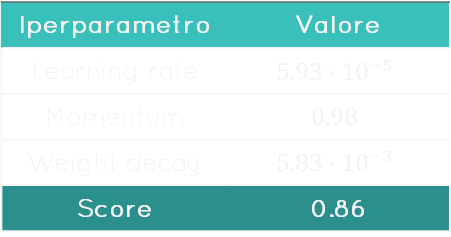 Iperparametro Valore
Learning rate 5.93 · 10⁻⁵
Momentum 0.98
Weight decay 5.83 · 10⁻³
Score 0.86